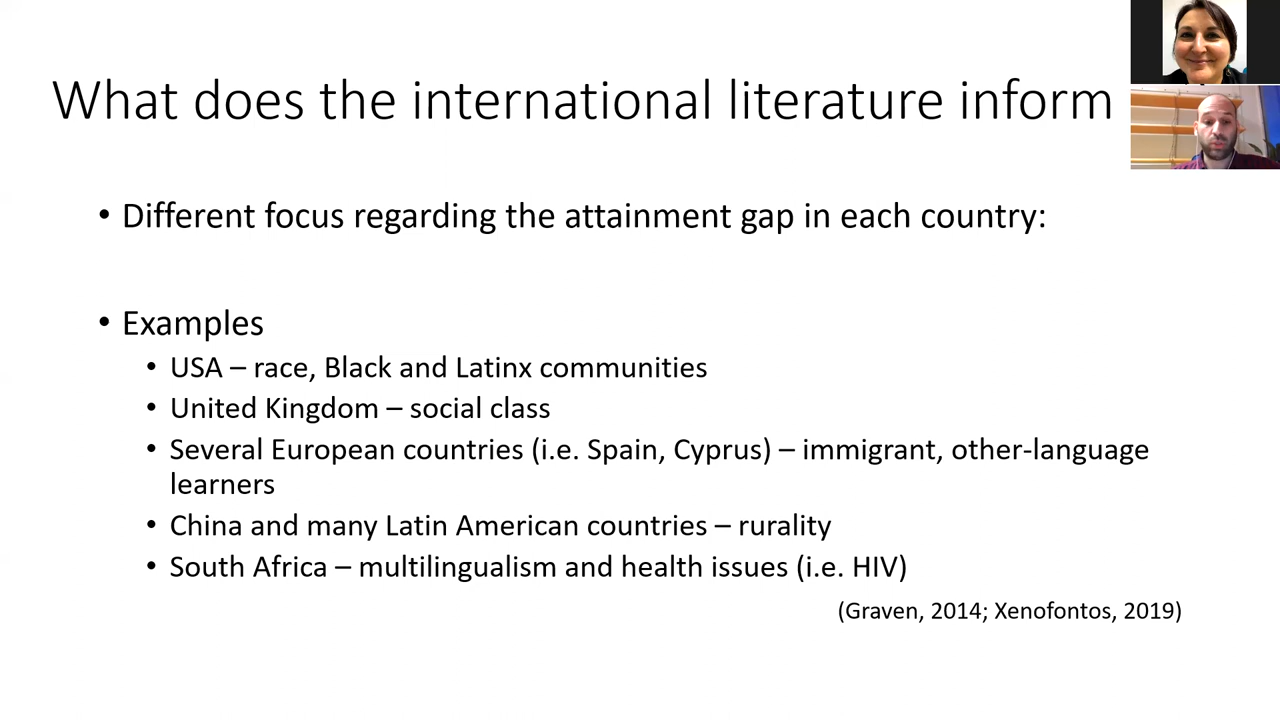 What does the international literature inform
• Different focus regarding the attainment gap in each country:
• Examples
• USA – race, Black and Latinx communities
• United Kingdom – social class
• Several European countries (i.e. Spain, Cyprus) – immigrant, other-language
learners
• China and many Latin American countries – rurality
• South Africa – multilingualism and health issues (i.e. HIV)
(Graven, 2014; Xenofontos, 2019)